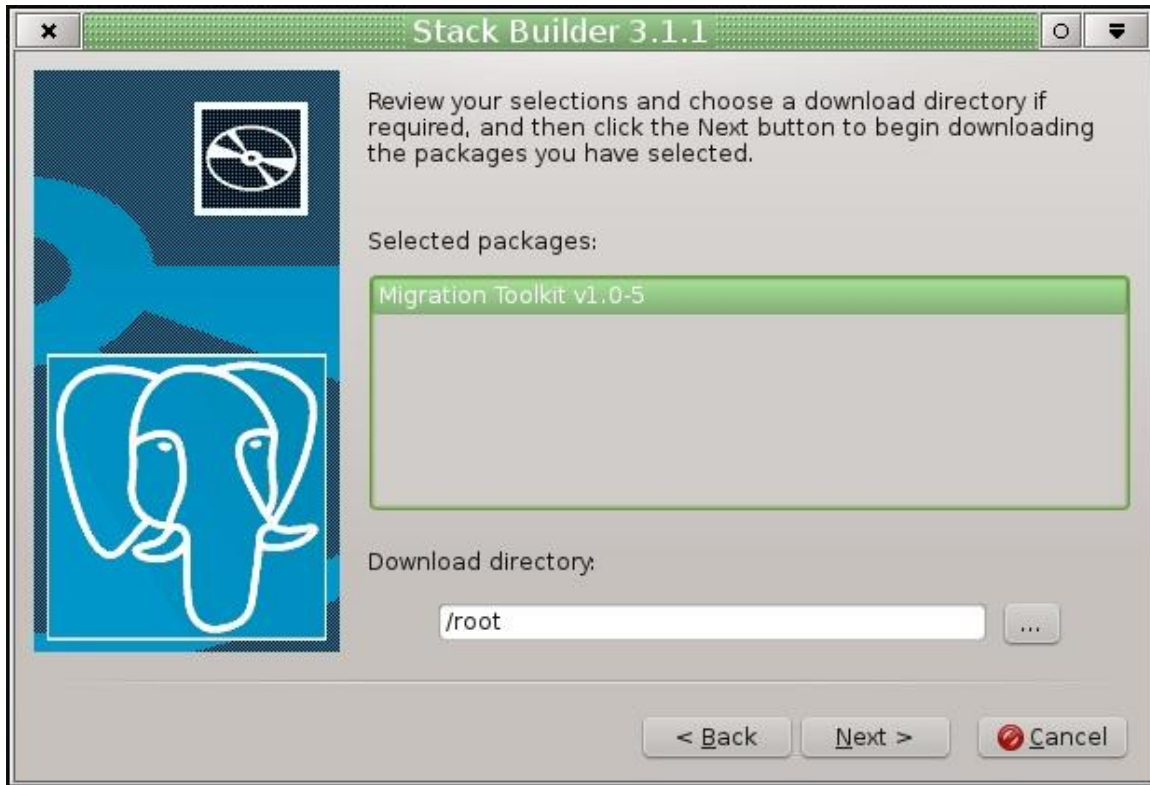 Stack Builder 3.1.1
Review your selections and choose a download directory if
required, and then click the Next button to begin downloading
the packages you have selected.
Selected packages:
Migration Toolkit v1.0-5
Download directory:
/root
...
< Back
Next >
Cancel